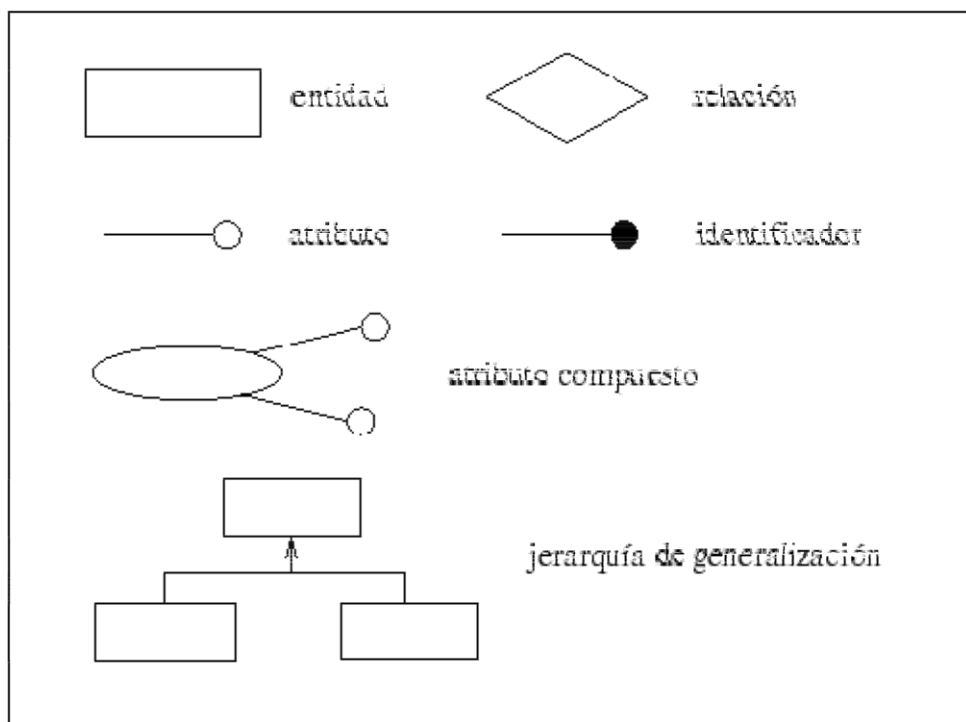 entidad
relación
atributo
identificador
atributo compuesto
jerarquía de generalización